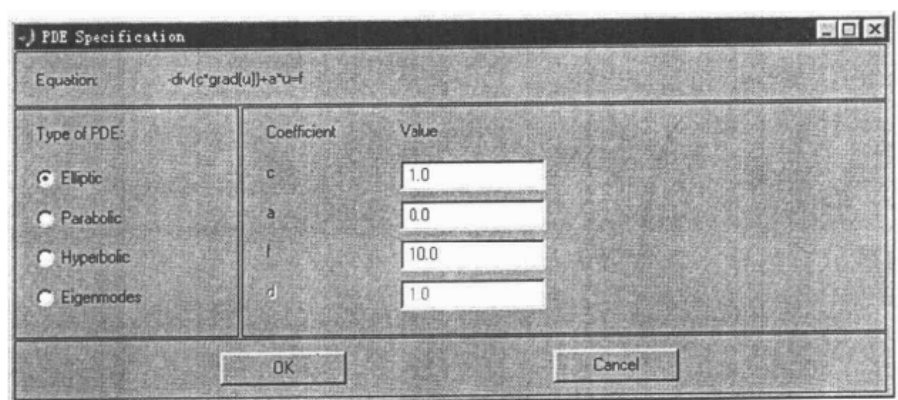 PDE Specification
Equation: -div(c*grad(u))+a*u=f
Type of PDE: Coefficient Value
Elliptic c 1.0
Parabolic a 0.0
Hyperbolic f 10.0
Eigenmodes d 1.0
OK Cancel